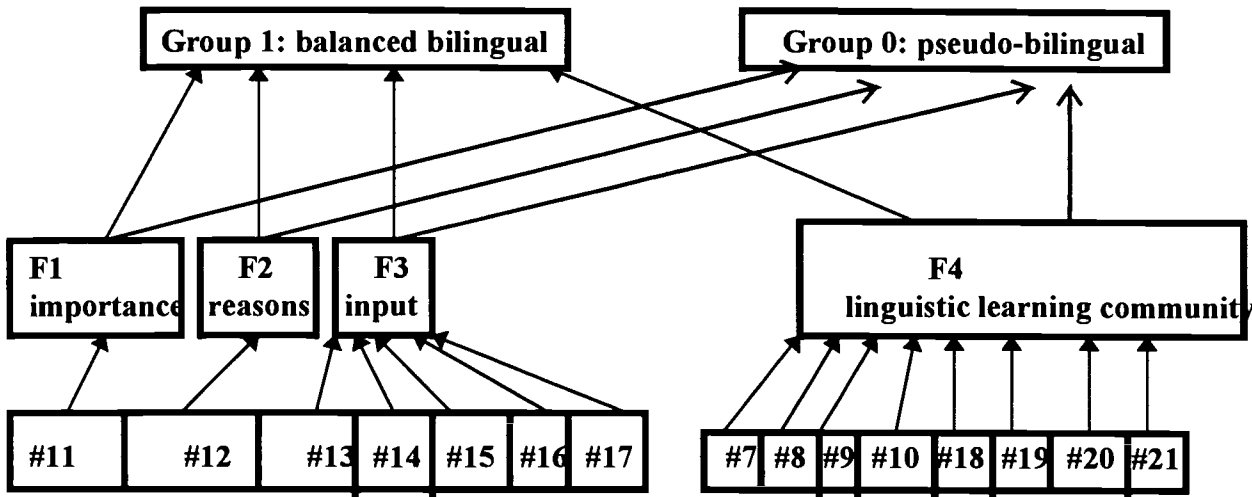 Group 1: balanced bilingual
Group 0: pseudo-bilingual
F1
importance
F2
reasons
F3
input
F4
linguistic learning community
#11 #12 #13 #14 #15 #16 #17
#7 #8 #9 #10 #18 #19 #20 #21